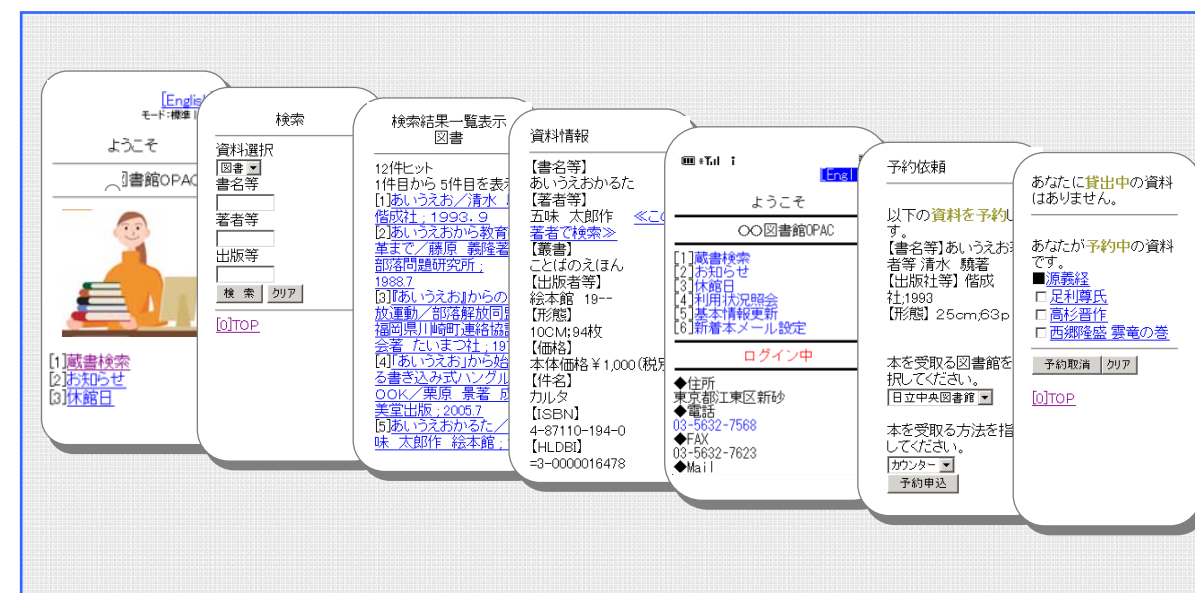 [English
モード:標準 |
ようこそ
図書館OPAC
[1]蔵書検索
[2]お知らせ
[3]休館日
検索
資料選択
図書
書名等
著者等
出版等
検 索 クリア
[0]TOP
検索結果一覧表示
図書
12件ヒット
1件目から 5件目を表
[1]あいうえお／清水
偕成社 ; 1993. 9
[2]あいうえおから教育
革まで／藤原 義隆著
部落問題研究所 ;
1988.7
[3]『あいうえお』からの
放運動／部落解放同
福岡県川崎町連絡協
会著 たいまつ社 ; 19
[4]「あいうえお」から始
る書き込み式ハングル
OOK／栗原 景著 成
美堂出版 ; 2005.7
[5]あいうえおかるた／
味 太郎作 絵本館 ;
資料情報
【書名等】
あいうえおかるた
【著者等】
五味 太郎作 ≪この
著者で検索≫
【叢書】
ことばのえほん
【出版者等】
絵本館 19--
【形態】
10CM;94枚
【価格】
本体価格￥1,000(税別
【件名】
カルタ
【ISBN】
4-87110-194-0
【HLDBI】
=3-0000016478
[Engl
ようこそ
○○図書館OPAC
[1]蔵書検索
[2]お知らせ
[3]休館日
[4]利用状況照会
[5]基本情報更新
[6]新着本メール設定
ログイン中
◆住所
東京都江東区新砂
◆電話
03-5632-7568
◆FAX
03-5632-7623
◆Mail
予約依頼
以下の資料を予約し
す。
【書名等】あいうえお
者等 清水 驍著
【出版社等】偕成
社;1993
【形態】25cm;63p
本を受取る図書館を
択してください。
日立中央図書館
本を受取る方法を指
してください。
カウンター
予約申込
あなたに貸出中の資料
はありません。
あなたが予約中の資料
です。
■源義経
□足利尊氏
□高杉晋作
□西郷隆盛 雲竜の巻
予約取消 クリア
[0]TOP